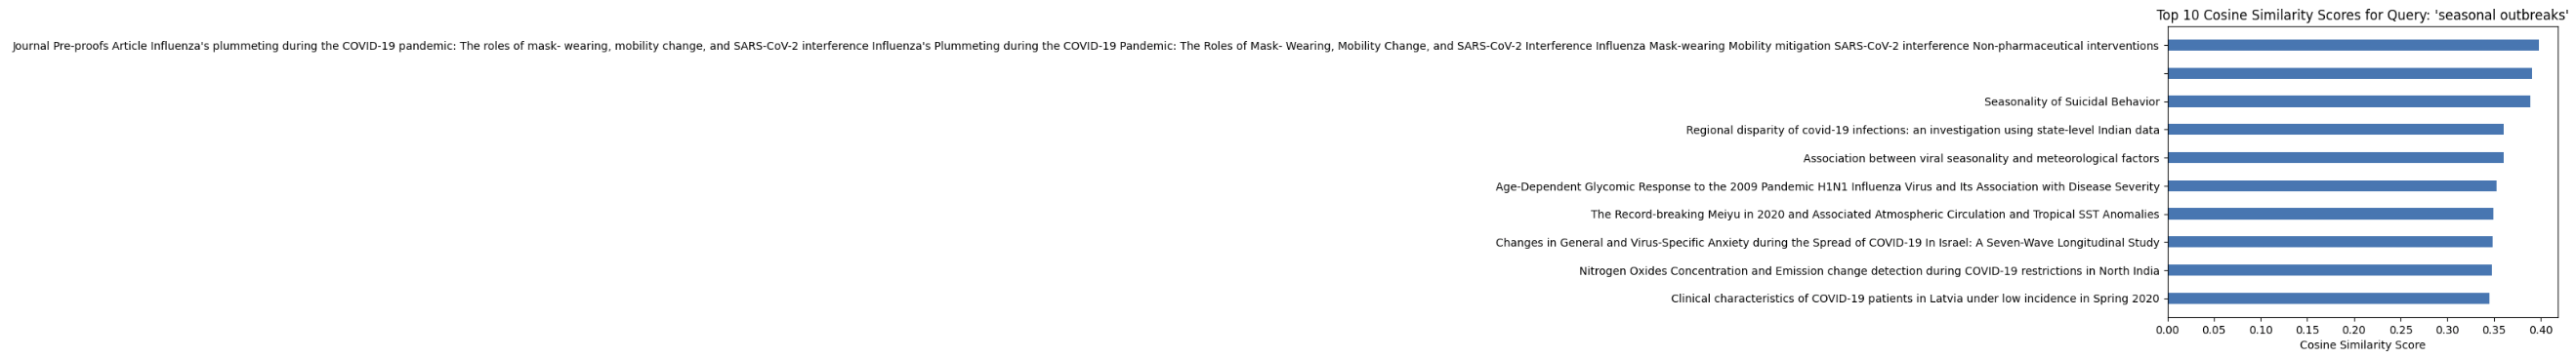 Top 10 Cosine Similarity Scores for Query: 'seasonal outbreaks'
Journal Pre-proofs Article Influenza's plummeting during the COVID-19 pandemic: The roles of mask- wearing, mobility change, and SARS-CoV-2 interference Influenza's Plummeting during the COVID-19 Pandemic: The Roles of Mask- Wearing, Mobility Change, and SARS-CoV-2 Interference Influenza Mask-wearing Mobility mitigation SARS-CoV-2 interference Non-pharmaceutical interventions
Seasonality of Suicidal Behavior
Regional disparity of covid-19 infections: an investigation using state-level Indian data
Association between viral seasonality and meteorological factors
Age-Dependent Glycomic Response to the 2009 Pandemic H1N1 Influenza Virus and Its Association with Disease Severity
The Record-breaking Meiyu in 2020 and Associated Atmospheric Circulation and Tropical SST Anomalies
Changes in General and Virus-Specific Anxiety during the Spread of COVID-19 In Israel: A Seven-Wave Longitudinal Study
Nitrogen Oxides Concentration and Emission change detection during COVID-19 restrictions in North India
Clinical characteristics of COVID-19 patients in Latvia under low incidence in Spring 2020
0.00 0.05 0.10 0.15 0.20 0.25 0.30 0.35 0.40
Cosine Similarity Score